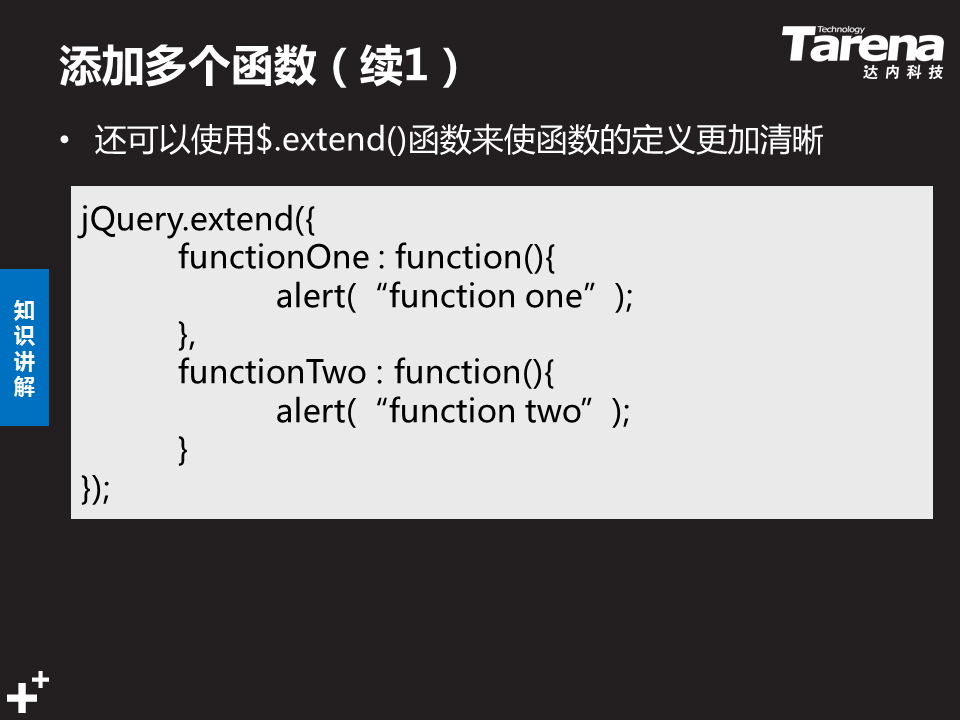 添加多个函数（续1）
Technology
Tarena
达内科技
• 还可以使用$.extend()函数来使函数的定义更加清晰
jQuery.extend({
functionOne : function(){
alert(“function one”);
},
functionTwo : function(){
alert(“function two”);
}
});
知
识
讲
解